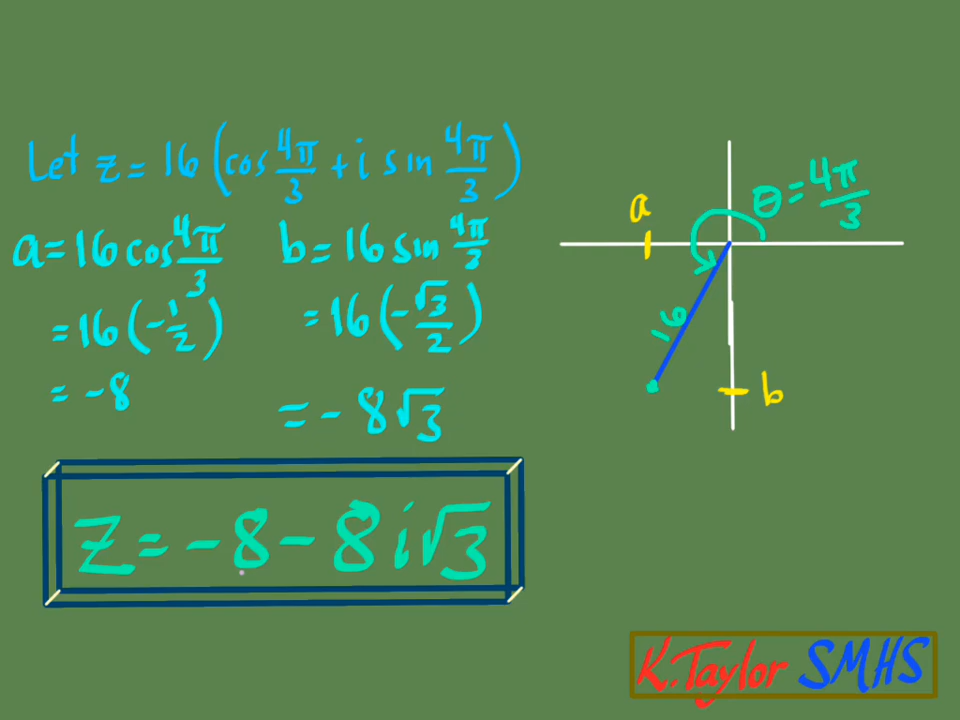 Let z = 16 (cos 4π/3 + i sin 4π/3)
a = 16 cos 4π/3
= 16 (-1/2)
= -8
b = 16 sin 4π/3
= 16 (-√3/2)
= -8√3
z = -8 - 8i√3
a
θ = 4π/3
16
b
K.Taylor SMHS